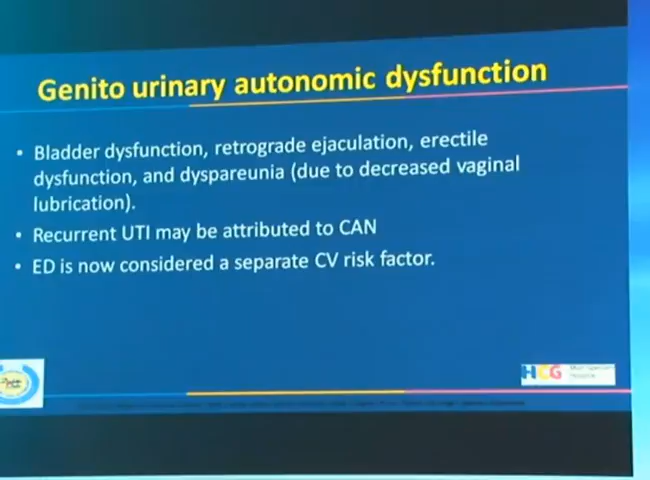 Genito urinary autonomic dysfunction
• Bladder dysfunction, retrograde ejaculation, erectile
dysfunction, and dyspareunia (due to decreased vaginal
lubrication).
• Recurrent UTI may be attributed to CAN
• ED is now considered a separate CV risk factor.
HCG